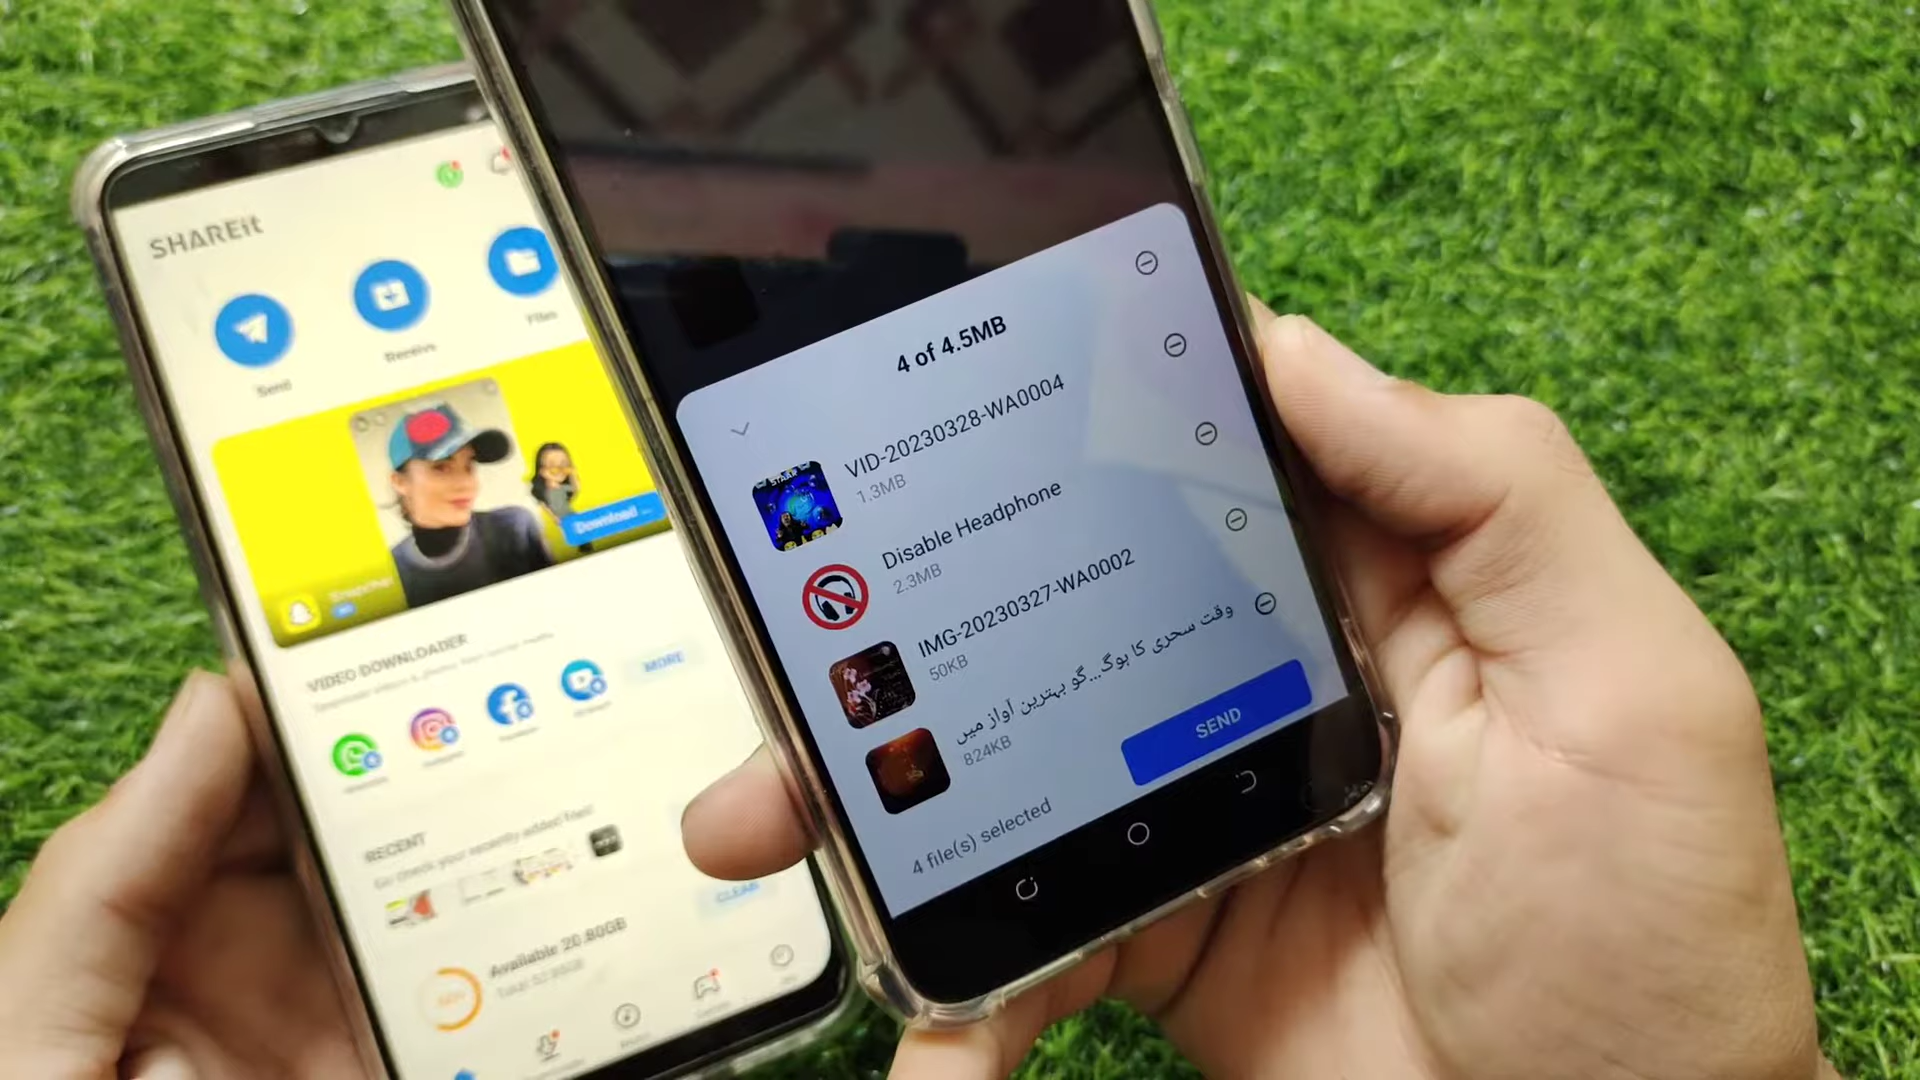 SHAREit
Send
Receive
Files
Download ...
Snapchat
VIDEO DOWNLOADER
MORE
RECENT
Go check your recently added files!
CLEAN
Available 20.80GB
4 of 4.5MB
VID-20230328-WA0004
1.3MB
Disable Headphone
2.3MB
IMG-20230327-WA0002
50KB
وقت سحری کا ہوگ...گو بہترین آواز میں
824KB
4 file(s) selected
SEND